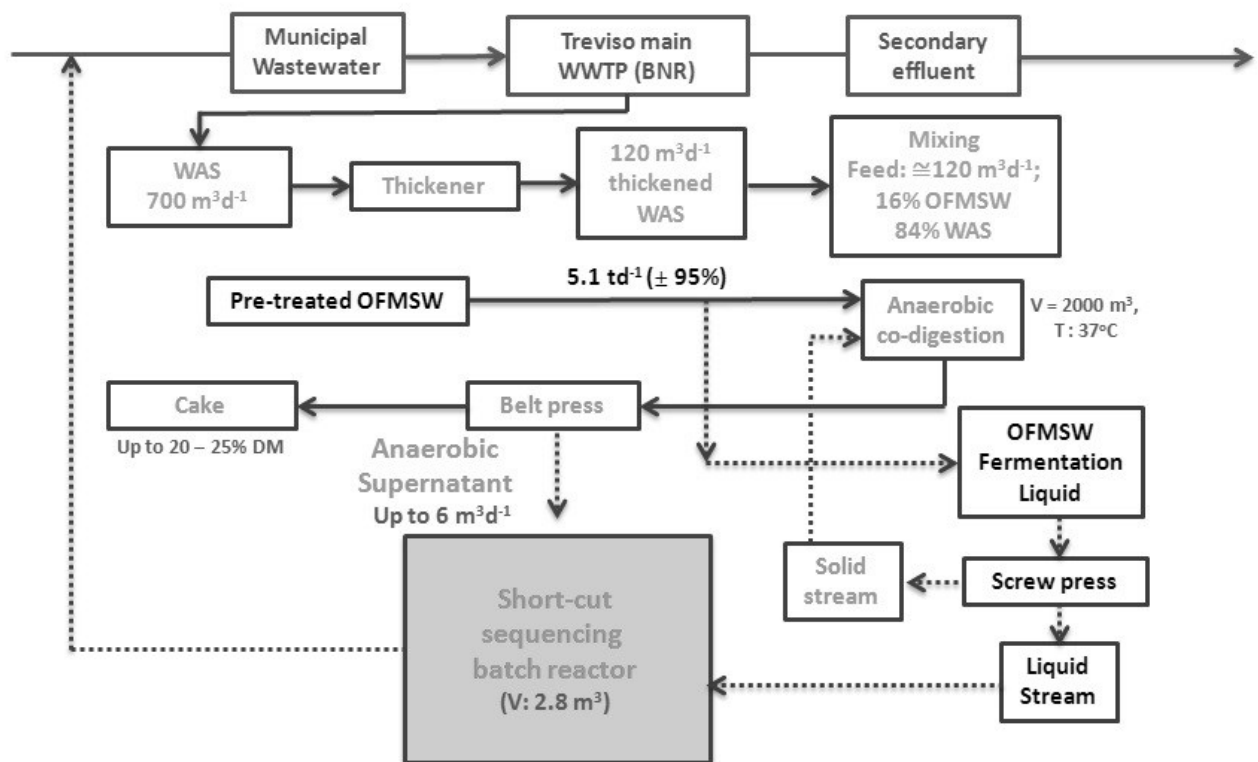 Municipal
Wastewater
Treviso main
WWTP (BNR)
Secondary
effluent
WAS
700 m³d⁻¹
Thickener
120 m³d⁻¹
thickened
WAS
Mixing
Feed: ≅120 m³d⁻¹;
16% OFMSW
84% WAS
5.1 td⁻¹ (± 95%)
Pre-treated OFMSW
Anaerobic
co-digestion
V = 2000 m³,
T : 37°C
Cake
Up to 20 – 25% DM
Belt press
Anaerobic
Supernatant
Up to 6 m³d⁻¹
OFMSW
Fermentation
Liquid
Solid
stream
Screw press
Short-cut
sequencing
batch reactor
(V: 2.8 m³)
Liquid
Stream